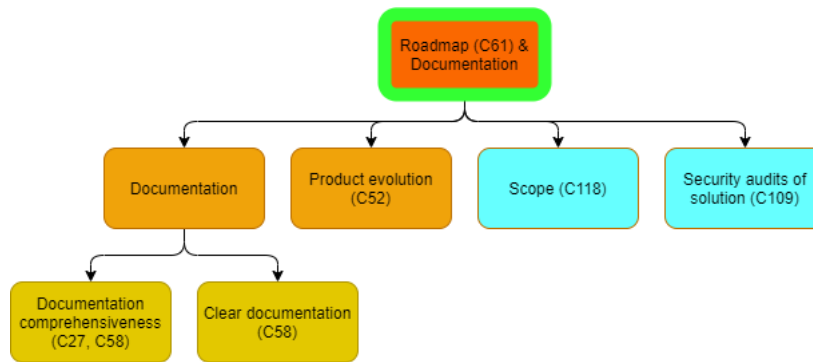 Roadmap (C61) &
Documentation
Documentation
Product evolution
(C52)
Scope (C118)
Security audits of
solution (C109)
Documentation
comprehensiveness
(C27, C58)
Clear documentation
(C58)